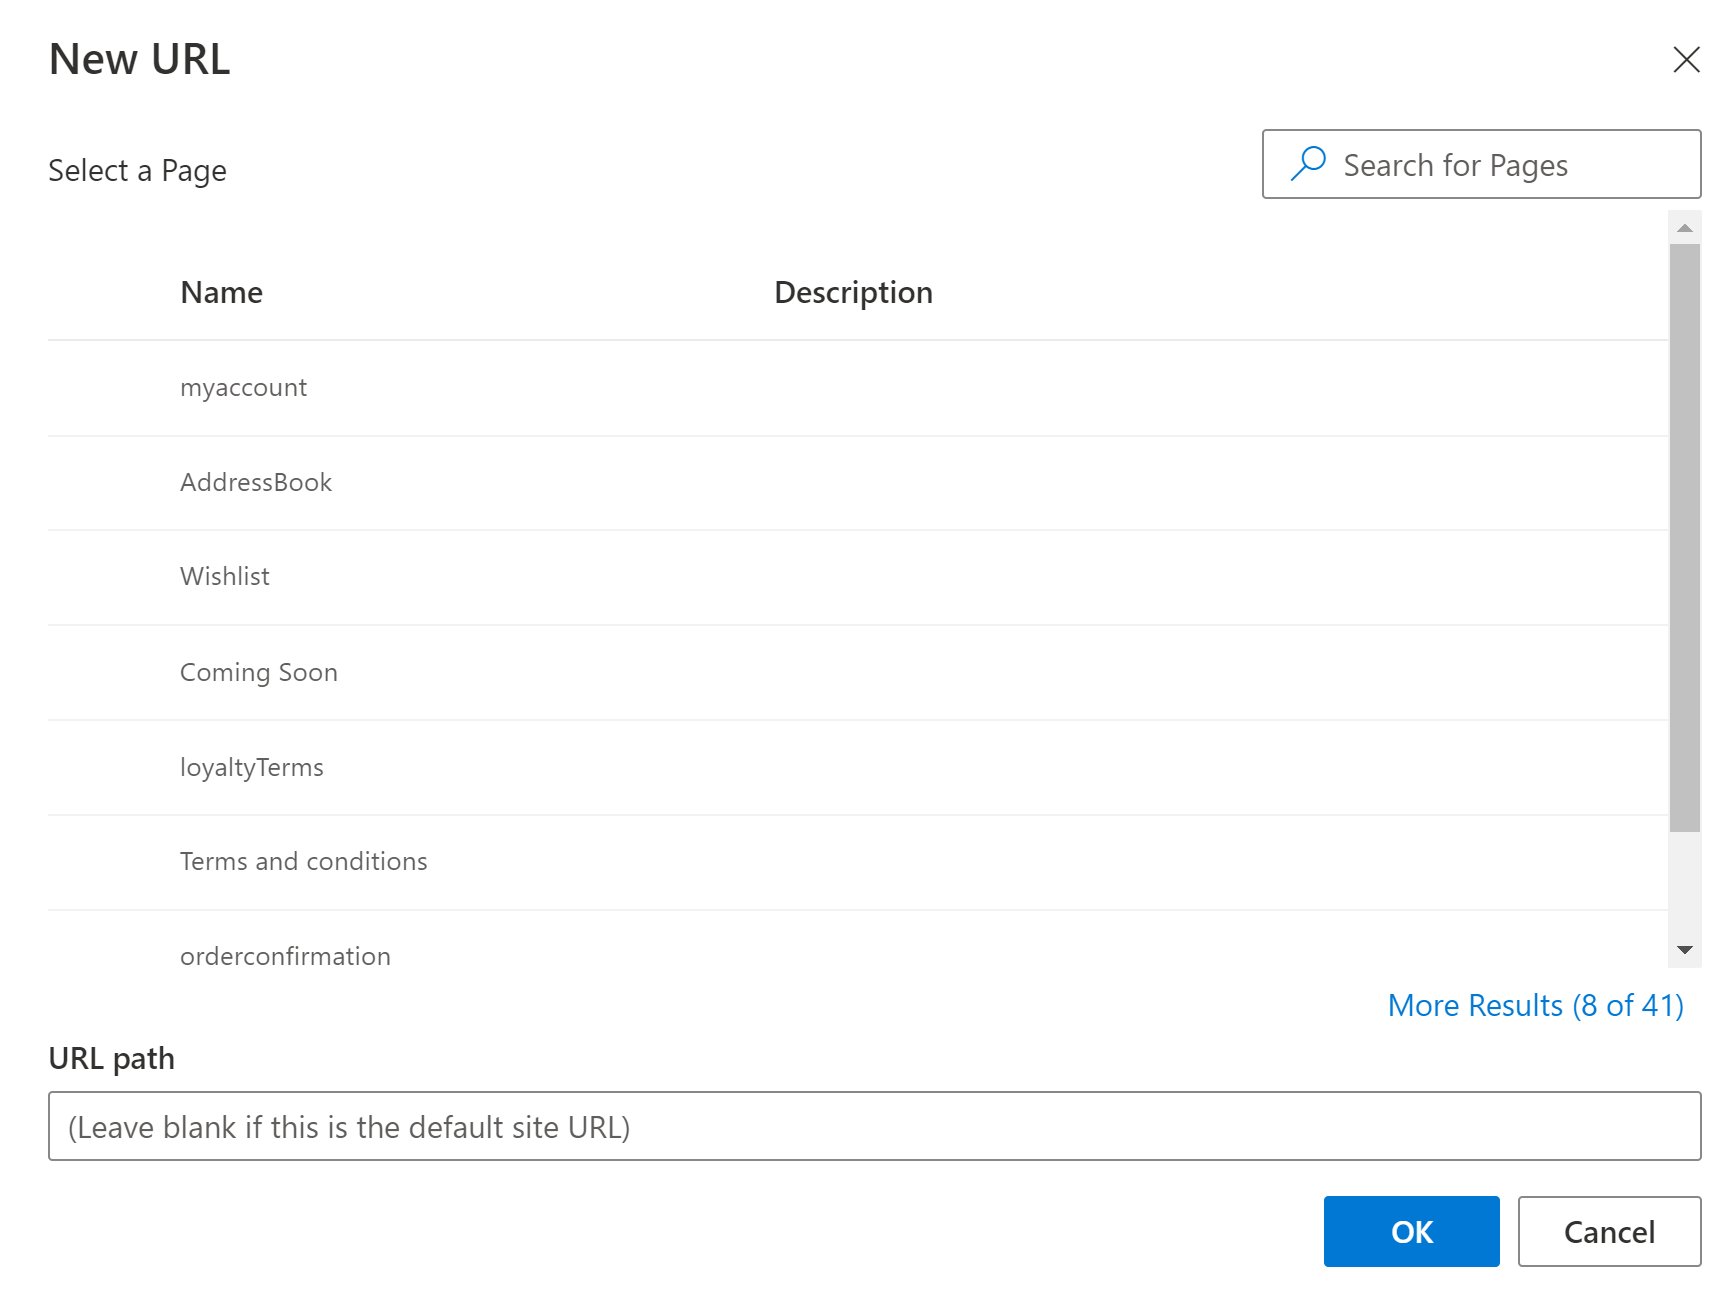 New URL
Select a Page
Search for Pages
Name Description
myaccount
AddressBook
Wishlist
Coming Soon
loyaltyTerms
Terms and conditions
orderconfirmation
More Results (8 of 41)
URL path
(Leave blank if this is the default site URL)
OK Cancel